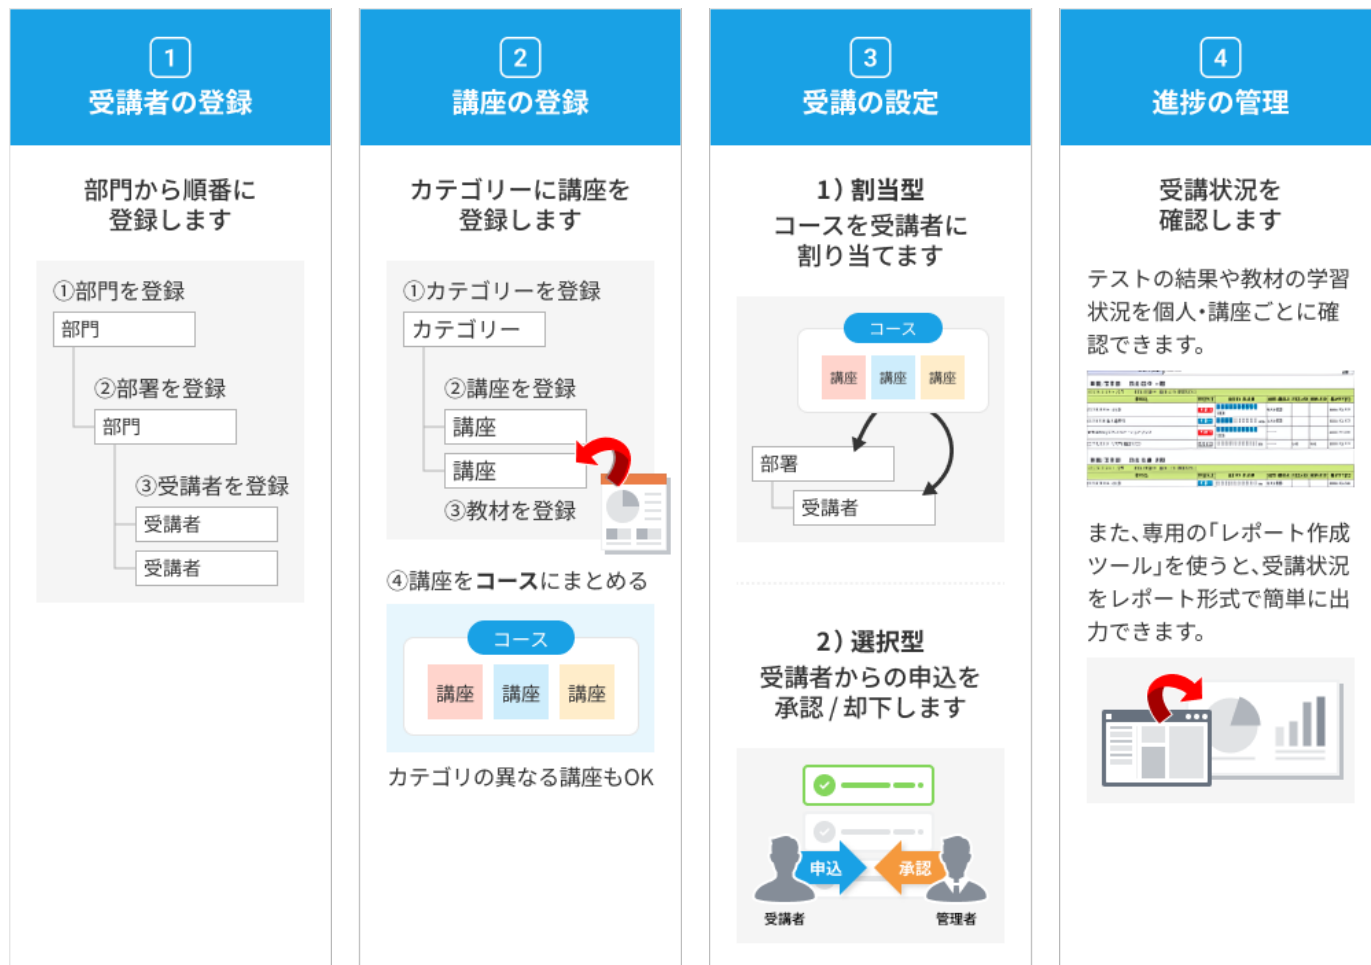 1
受講者の登録
部門から順番に
登録します
①部門を登録
部門
②部署を登録
部門
③受講者を登録
受講者
受講者
2
講座の登録
カテゴリーに講座を
登録します
①カテゴリーを登録
カテゴリー
②講座を登録
講座
講座
③教材を登録
④講座をコースにまとめる
コース
講座 講座 講座
カテゴリの異なる講座もOK
3
受講の設定
1）割当型
コースを受講者に
割り当てます
コース
講座 講座 講座
部署
受講者
2）選択型
受講者からの申込を
承認 / 却下します
申込 承認
受講者 管理者
4
進捗の管理
受講状況を
確認します
テストの結果や教材の学習
状況を個人・講座ごとに確
認できます。
また、専用の「レポート作成
ツール」を使うと、受講状況
をレポート形式で簡単に出
力できます。